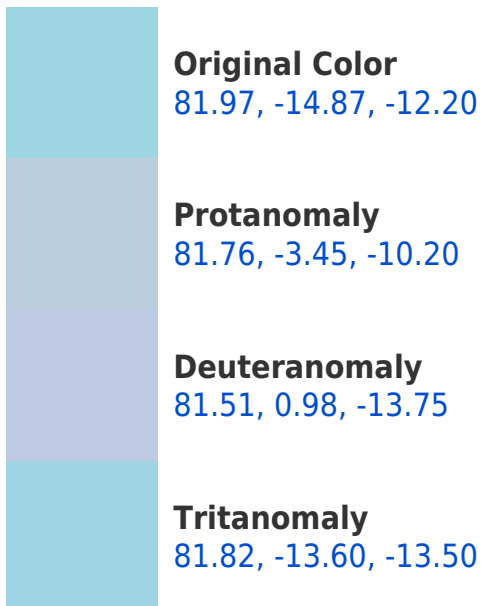 Original Color
81.97, -14.87, -12.20
Protanomaly
81.76, -3.45, -10.20
Deuteranomaly
81.51, 0.98, -13.75
Tritanomaly
81.82, -13.60, -13.50